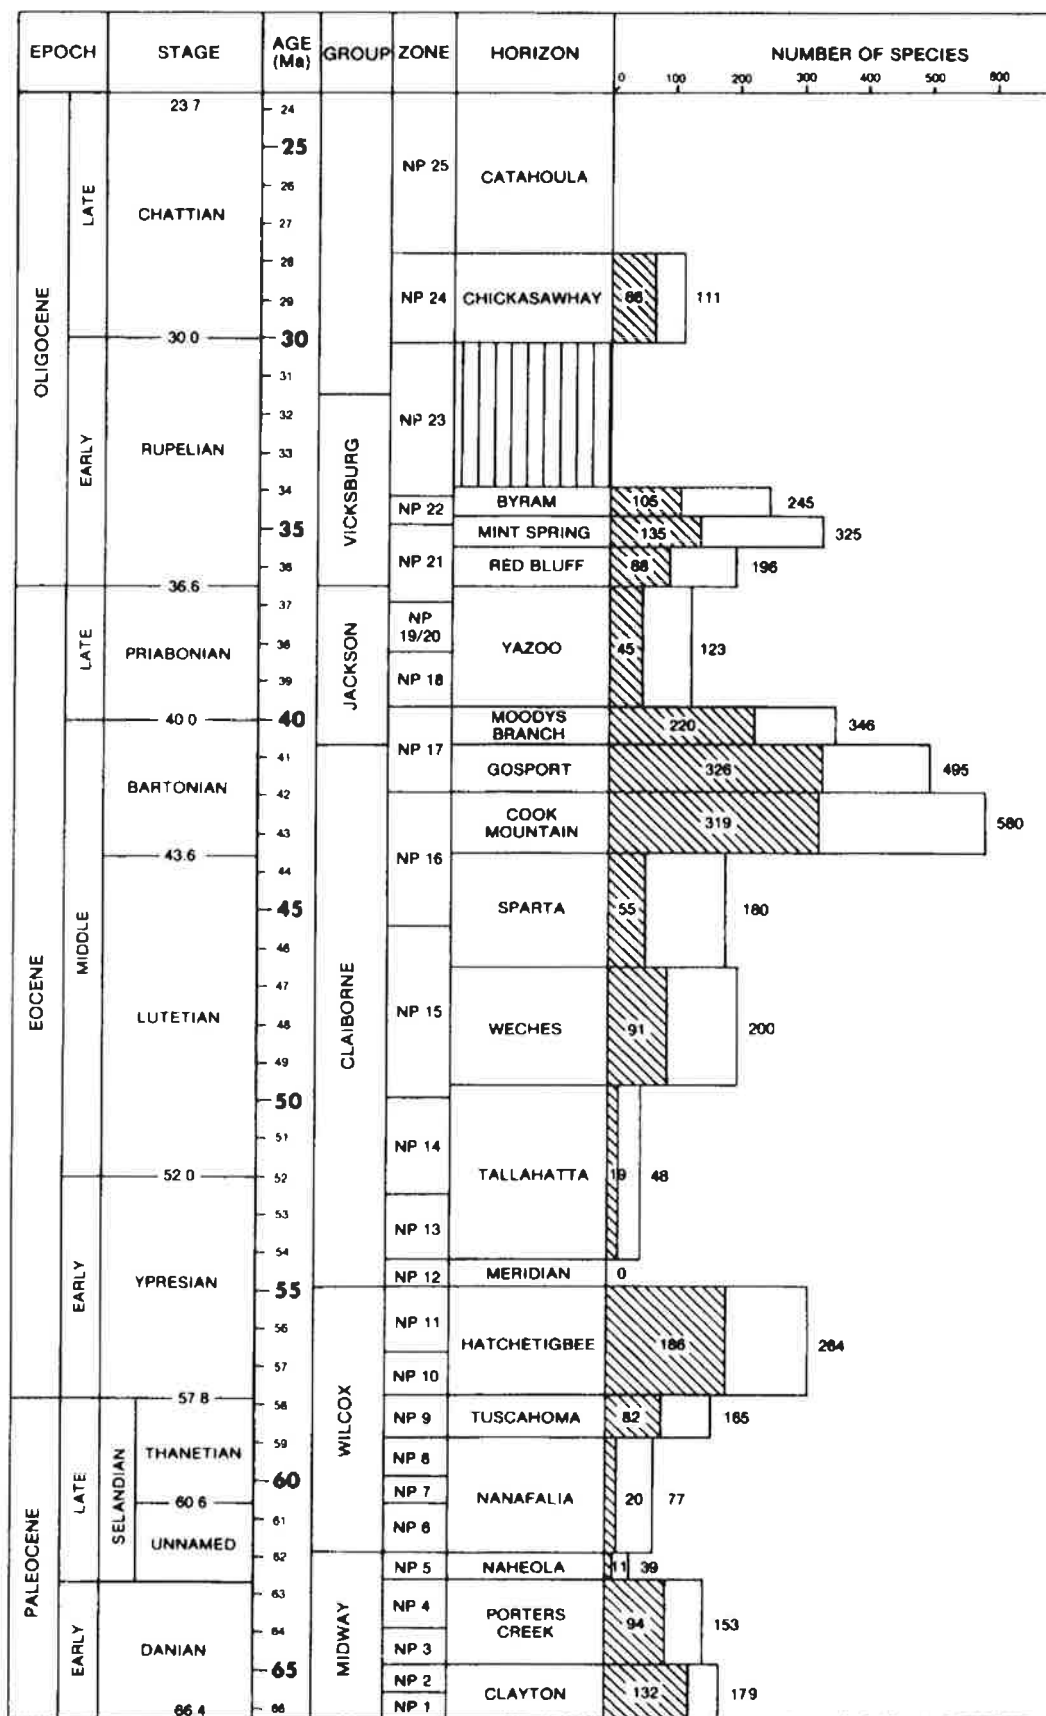 EPOCH STAGE AGE (Ma) GROUP ZONE HORIZON NUMBER OF SPECIES
0 100 200 300 400 500 600
OLIGOCENE
LATE
EARLY
23.7
CHATTIAN
30.0
RUPELIAN
36.6
EOCENE
LATE
MIDDLE
EARLY
PRIABONIAN
40.0
BARTONIAN
43.6
LUTETIAN
52.0
YPRESIAN
57.8
PALEOCENE
LATE
EARLY
SELANDIAN
THANETIAN
60.6
UNNAMED
DANIAN
66.4
24
25
26
27
28
29
30
31
32
33
34
35
36
37
38
39
40
41
42
43
44
45
46
47
48
49
50
51
52
53
54
55
56
57
58
59
60
61
62
63
64
65
66
VICKSBURG
JACKSON
CLAIBORNE
WILCOX
MIDWAY
NP 25
NP 24
NP 23
NP 22
NP 21
NP
19/20
NP 18
NP 17
NP 16
NP 15
NP 14
NP 13
NP 12
NP 11
NP 10
NP 9
NP 8
NP 7
NP 6
NP 5
NP 4
NP 3
NP 2
NP 1
CATAHOULA
CHICKASAWHAY 111
BYRAM 105 245
MINT SPRING 135 325
RED BLUFF 88 196
YAZOO 45 123
MOODYS
BRANCH 220 346
GOSPORT 326 495
COOK
MOUNTAIN 319 580
SPARTA 55 180
WECHES 91 200
TALLAHATTA 19 48
MERIDIAN 0
HATCHETIGBEE 186 264
TUSCAHOMA 82 165
NANAFALIA 20 77
NAHEOLA 11 39
PORTERS
CREEK 94 153
CLAYTON 132 179